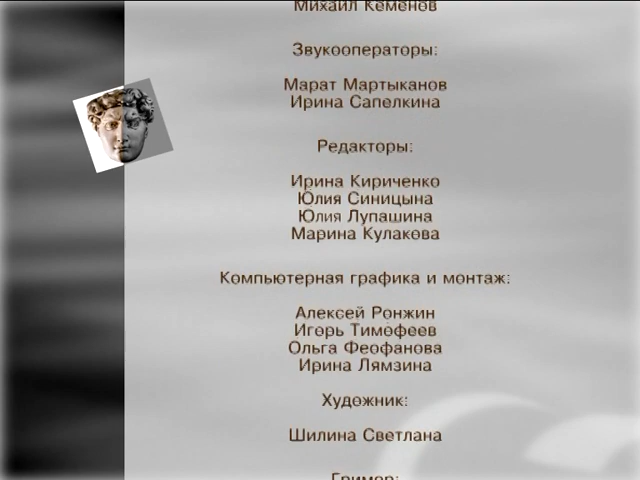 Михаил Кеменов
Звукооператоры:
Марат Мартыканов
Ирина Сапелкина
Редакторы:
Ирина Кириченко
Юлия Синицына
Юлия Лупашина
Марина Кулакова
Компьютерная графика и монтаж:
Алексей Ронжин
Игорь Тимофеев
Ольга Феофанова
Ирина Лямзина
Художник:
Шилина Светлана
Гример: